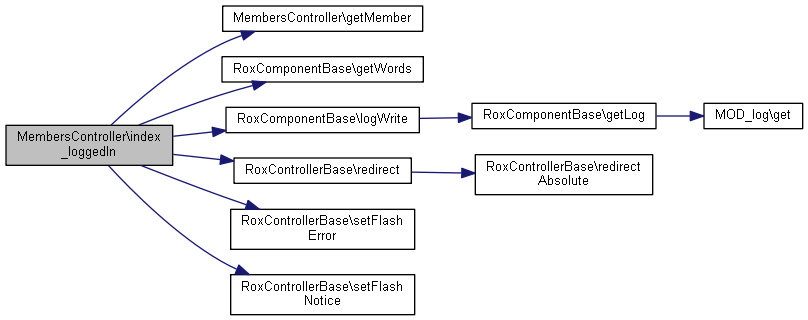 MembersController\getMember
RoxComponentBase\getWords
RoxComponentBase\logWrite
RoxComponentBase\getLog
MOD_log\get
MembersController\index
_loggedIn
RoxControllerBase\redirect
RoxControllerBase\redirect
Absolute
RoxControllerBase\setFlash
Error
RoxControllerBase\setFlash
Notice